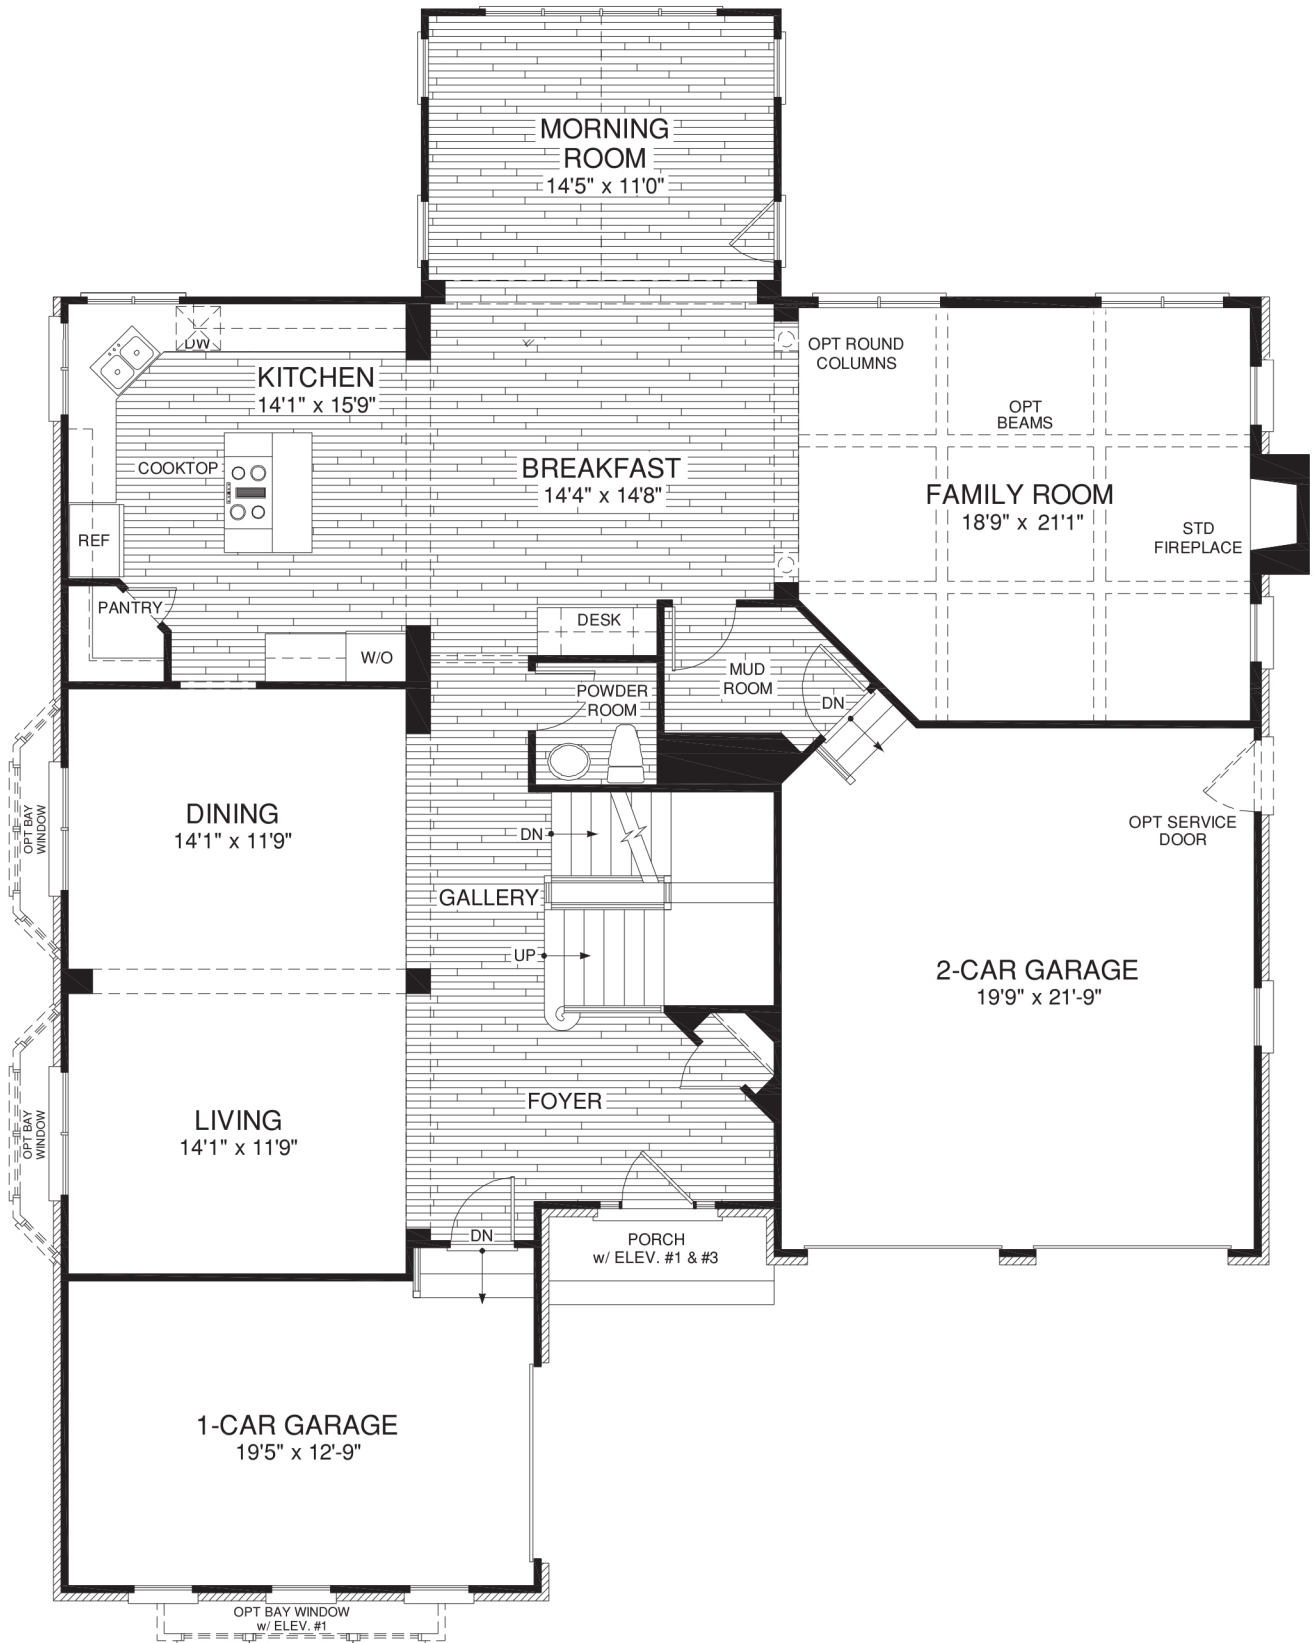 MORNING
ROOM
14'5" x 11'0"
DW
KITCHEN
14'1" x 15'9"
OPT ROUND
COLUMNS
OPT
BEAMS
COOKTOP
BREAKFAST
14'4" x 14'8"
FAMILY ROOM
18'9" x 21'1"
STD
FIREPLACE
REF
PANTRY
DESK
W/O
MUD
ROOM
POWDER
ROOM
DN
DINING
14'1" x 11'9"
OPT BAY
WINDOW
DN
OPT SERVICE
DOOR
GALLERY
UP
2-CAR GARAGE
19'9" x 21'-9"
FOYER
LIVING
14'1" x 11'9"
OPT BAY
WINDOW
DN
PORCH
w/ ELEV. #1 & #3
1-CAR GARAGE
19'5" x 12'-9"
OPT BAY WINDOW
w/ ELEV. #1